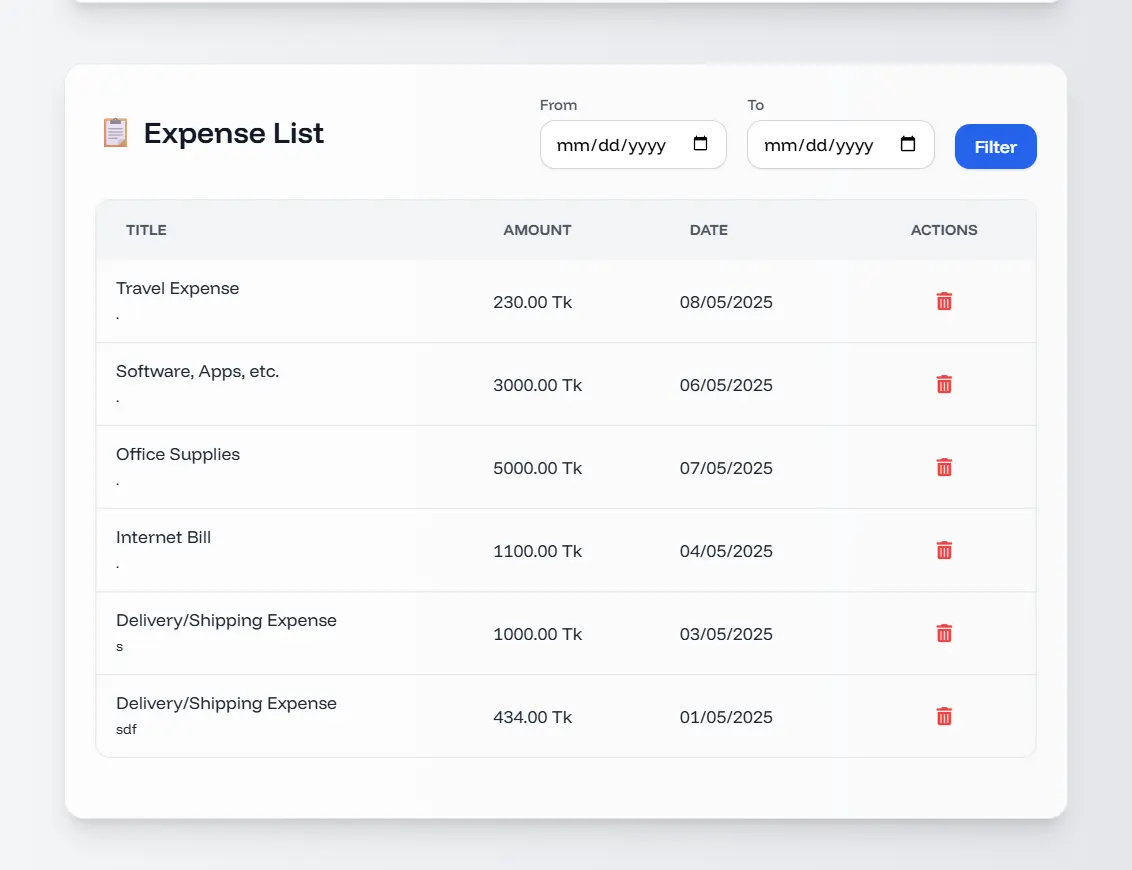 Expense List
From
mm/dd/yyyy
To
mm/dd/yyyy
Filter
TITLE AMOUNT DATE ACTIONS
Travel Expense
.
230.00 Tk 08/05/2025
Software, Apps, etc.
.
3000.00 Tk 06/05/2025
Office Supplies
.
5000.00 Tk 07/05/2025
Internet Bill
.
1100.00 Tk 04/05/2025
Delivery/Shipping Expense
s
1000.00 Tk 03/05/2025
Delivery/Shipping Expense
sdf
434.00 Tk 01/05/2025